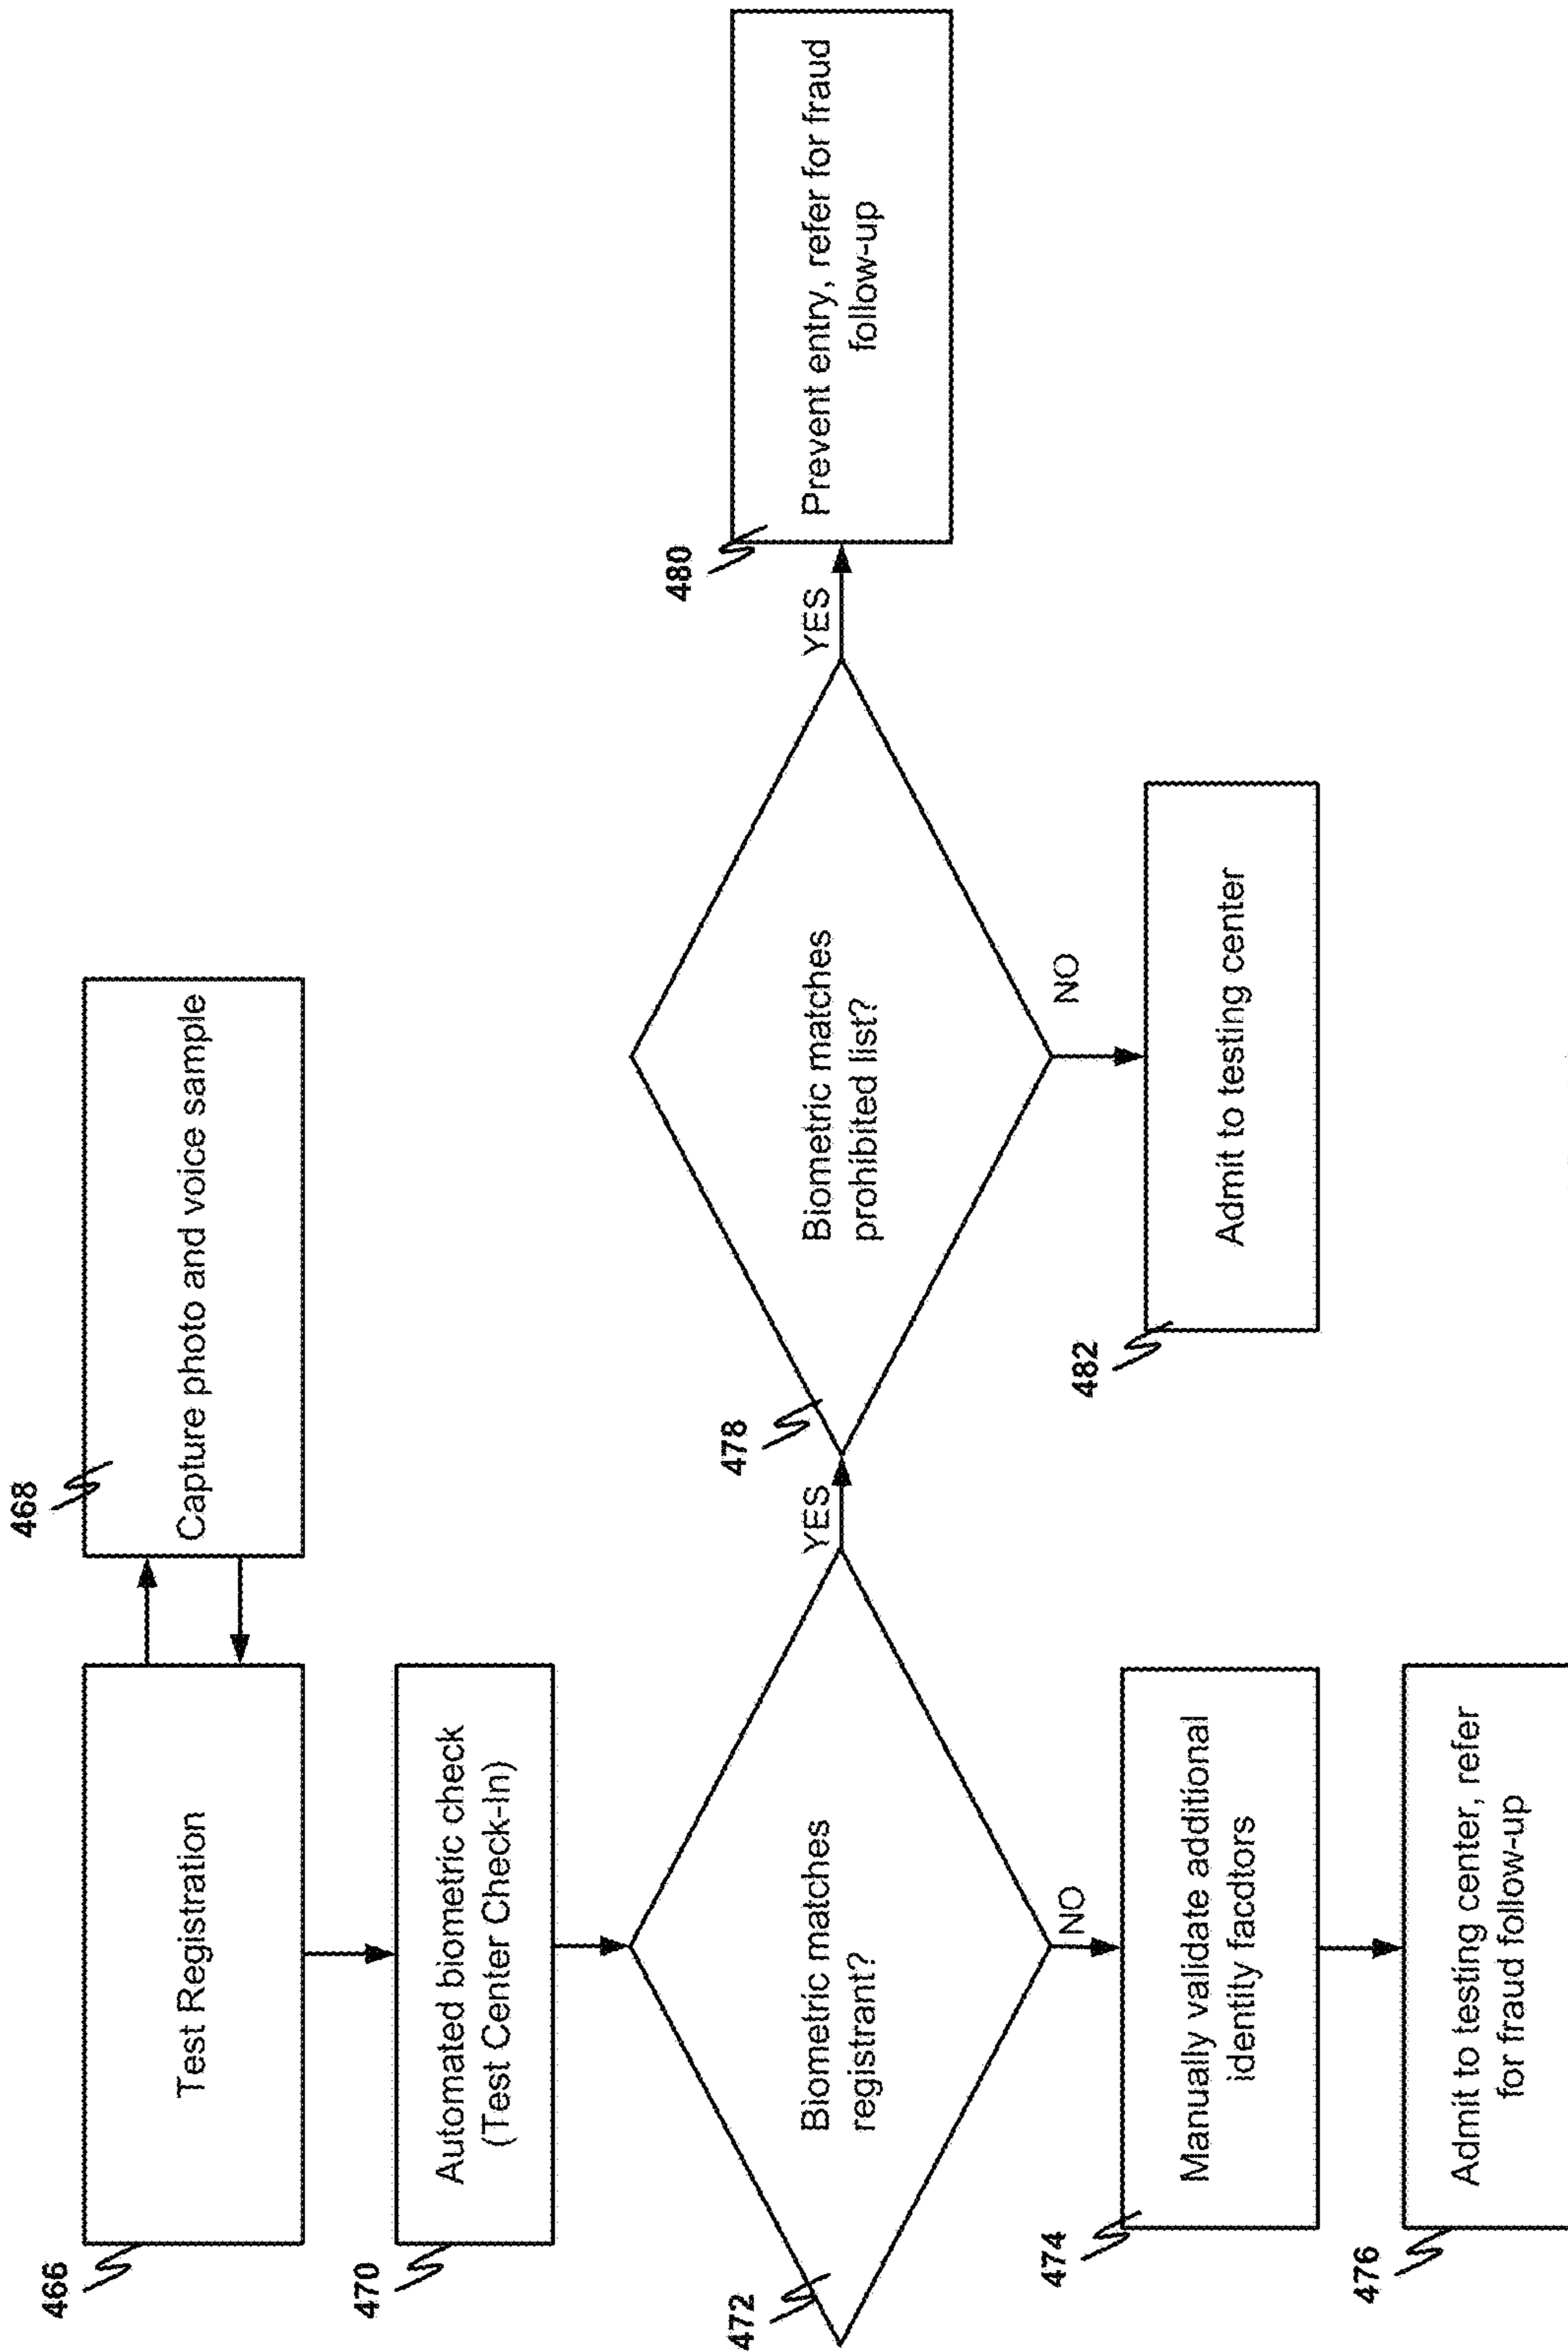 466
Test Registration
468
Capture photo and voice sample
470
Automated biometric check
(Test Center Check-In)
472
Biometric matches
registrant?
YES
NO
474
Manually validate additional
identity facdtors
476
Admit to testing center, refer
for fraud follow-up
478
Biometric matches
prohibited list?
YES
NO
480
Prevent entry, refer for fraud
follow-up
482
Admit to testing center